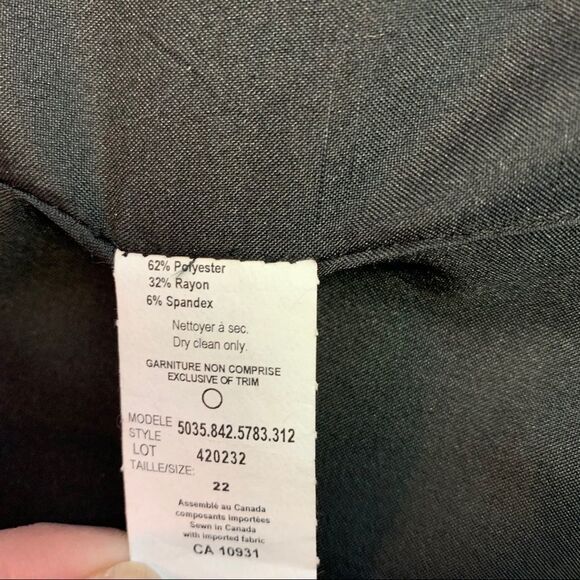 62% Polyester
32% Rayon
6% Spandex
Nettoyer à sec.
Dry clean only.
GARNITURE NON COMPRISE
EXCLUSIVE OF TRIM
MODELE
STYLE 5035.842.5783.312
LOT 420232
TAILLE/SIZE:
22
Assemblé au Canada
composants importées
Sewn in Canada
with imported fabric
CA 10931